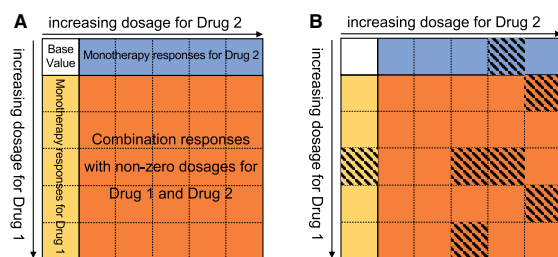 A
increasing dosage for Drug 2
increasing dosage for Drug 1
Base
Value
Monotherapy responses for Drug 2
Monotherapy responses for Drug 1
Combination responses
with non-zero dosages for
Drug 1 and Drug 2
B
increasing dosage for Drug 2
increasing dosage for Drug 1